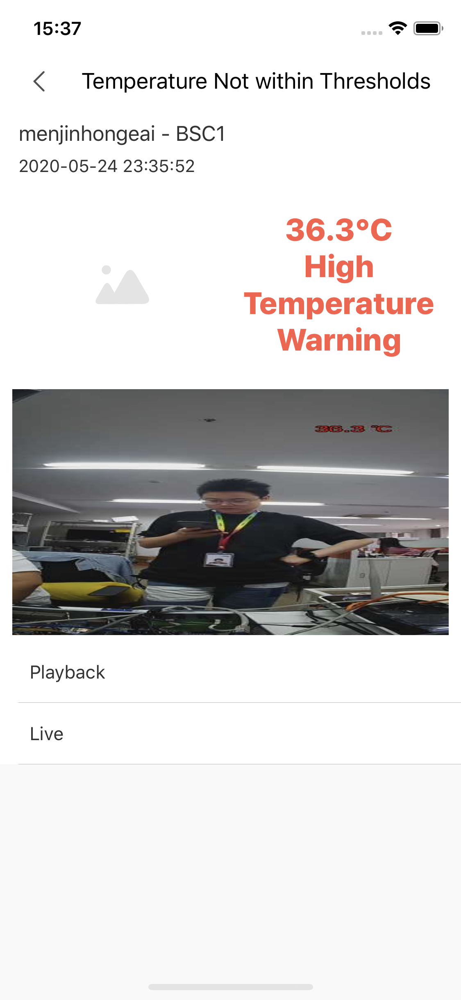 15:37
Temperature Not within Thresholds
menjinhongeai - BSC1
2020-05-24 23:35:52
36.3°C
High
Temperature
Warning
36.3 ℃
Playback
Live